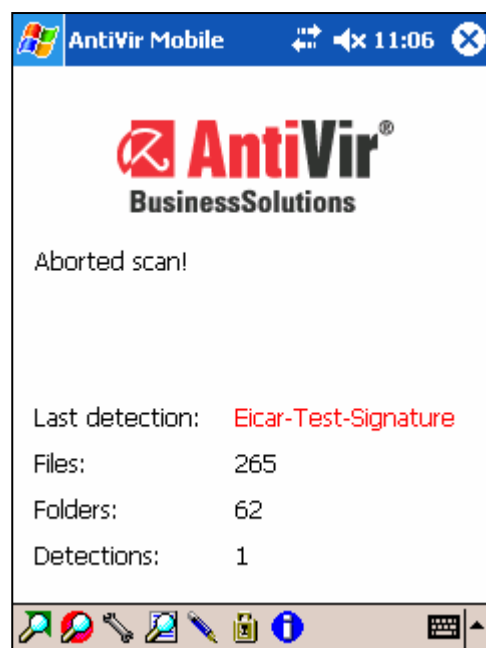 AntiVir Mobile 11:06
AntiVir®
BusinessSolutions
Aborted scan!
Last detection: Eicar-Test-Signature
Files: 265
Folders: 62
Detections: 1